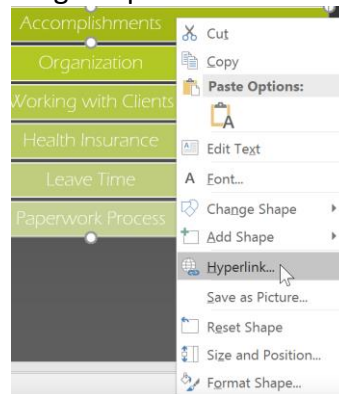 Accomplishments
Organization
Working with Clients
Health Insurance
Leave Time
Paperwork Process
Cut
Copy
Paste Options:
A
Edit Text
A Font...
Change Shape
Add Shape
Hyperlink...
Save as Picture...
Reset Shape
Size and Position...
Format Shape...